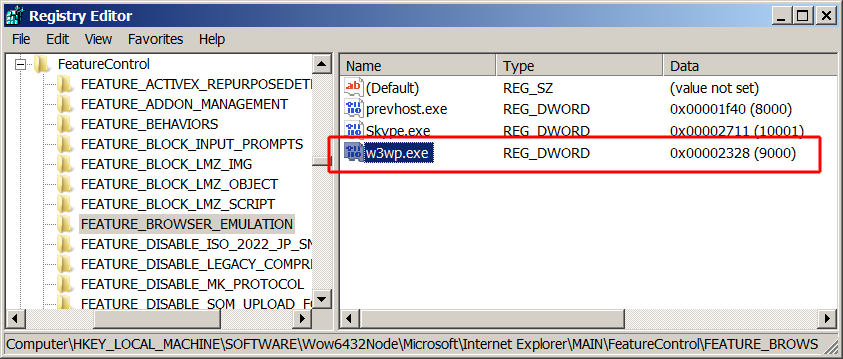 Registry Editor
File Edit View Favorites Help
FeatureControl
FEATURE_ACTIVEX_REPURPOSEDET
FEATURE_ADDON_MANAGEMENT
FEATURE_BEHAVIORS
FEATURE_BLOCK_INPUT_PROMPTS
FEATURE_BLOCK_LMZ_IMG
FEATURE_BLOCK_LMZ_OBJECT
FEATURE_BLOCK_LMZ_SCRIPT
FEATURE_BROWSER_EMULATION
FEATURE_DISABLE_ISO_2022_JP_SN
FEATURE_DISABLE_LEGACY_COMPRE
FEATURE_DISABLE_MK_PROTOCOL
FEATURE_DISABLE_SQM_UPLOAD_FO
Name Type Data
(Default) REG_SZ (value not set)
prevhost.exe REG_DWORD 0x00001f40 (8000)
Skype.exe REG_DWORD 0x00002711 (10001)
w3wp.exe REG_DWORD 0x00002328 (9000)
Computer\HKEY_LOCAL_MACHINE\SOFTWARE\Wow6432Node\Microsoft\Internet Explorer\MAIN\FeatureControl\FEATURE_BROWS